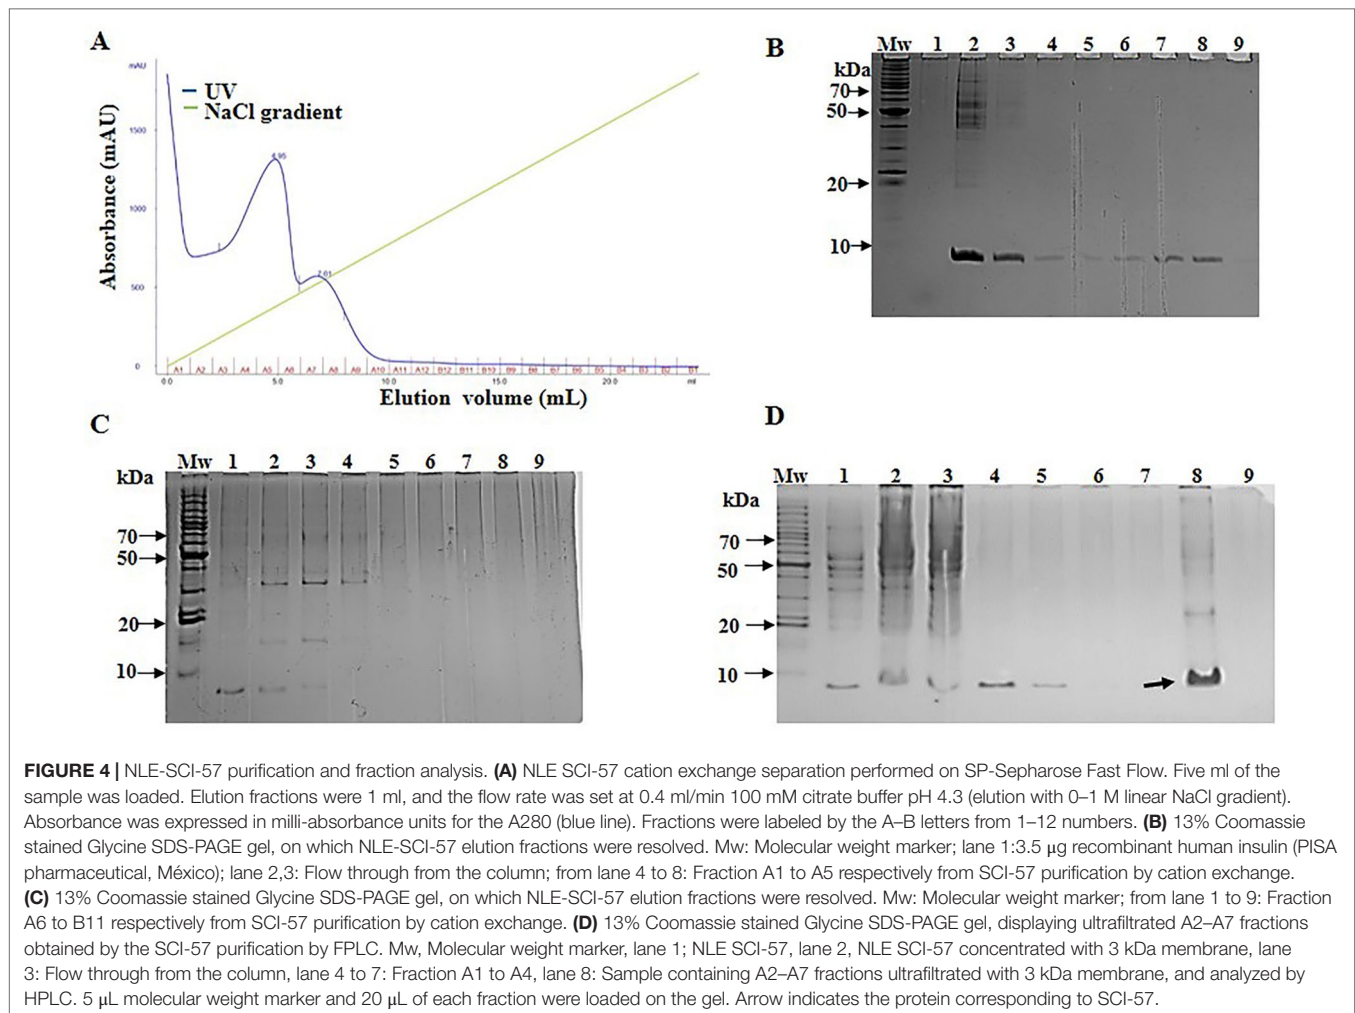 A
mAU
UV
NaCl gradient
1500
1000
500
0
4.95
7.01
Absorbance (mAU)
A1 A2 A3 A4 A5 A6 A7 A8 A9 A10 A11 A12 B12 B11 B10 B9 B8 B7 B6 B5 B4 B3 B2 B1
0.0 5.0 10.0 15.0 20.0 ml
Elution volume (mL)
B
Mw 1 2 3 4 5 6 7 8 9
kDa
70
50
20
10
C
Mw 1 2 3 4 5 6 7 8 9
kDa
70
50
20
10
D
Mw 1 2 3 4 5 6 7 8 9
kDa
70
50
20
10
FIGURE 4 | NLE-SCI-57 purification and fraction analysis. (A) NLE SCI-57 cation exchange separation performed on SP-Sepharose Fast Flow. Five ml of the
sample was loaded. Elution fractions were 1 ml, and the flow rate was set at 0.4 ml/min 100 mM citrate buffer pH 4.3 (elution with 0–1 M linear NaCl gradient).
Absorbance was expressed in milli-absorbance units for the A280 (blue line). Fractions were labeled by the A–B letters from 1–12 numbers. (B) 13% Coomassie
stained Glycine SDS-PAGE gel, on which NLE-SCI-57 elution fractions were resolved. Mw: Molecular weight marker; lane 1:3.5 μg recombinant human insulin (PISA
pharmaceutical, México); lane 2,3: Flow through from the column; from lane 4 to 8: Fraction A1 to A5 respectively from SCI-57 purification by cation exchange.
(C) 13% Coomassie stained Glycine SDS-PAGE gel, on which NLE-SCI-57 elution fractions were resolved. Mw: Molecular weight marker; from lane 1 to 9: Fraction
A6 to B11 respectively from SCI-57 purification by cation exchange. (D) 13% Coomassie stained Glycine SDS-PAGE gel, displaying ultrafiltrated A2–A7 fractions
obtained by the SCI-57 purification by FPLC. Mw, Molecular weight marker, lane 1; NLE SCI-57, lane 2, NLE SCI-57 concentrated with 3 kDa membrane, lane
3: Flow through from the column, lane 4 to 7: Fraction A1 to A4, lane 8: Sample containing A2–A7 fractions ultrafiltrated with 3 kDa membrane, and analyzed by
HPLC. 5 μL molecular weight marker and 20 μL of each fraction were loaded on the gel. Arrow indicates the protein corresponding to SCI-57.